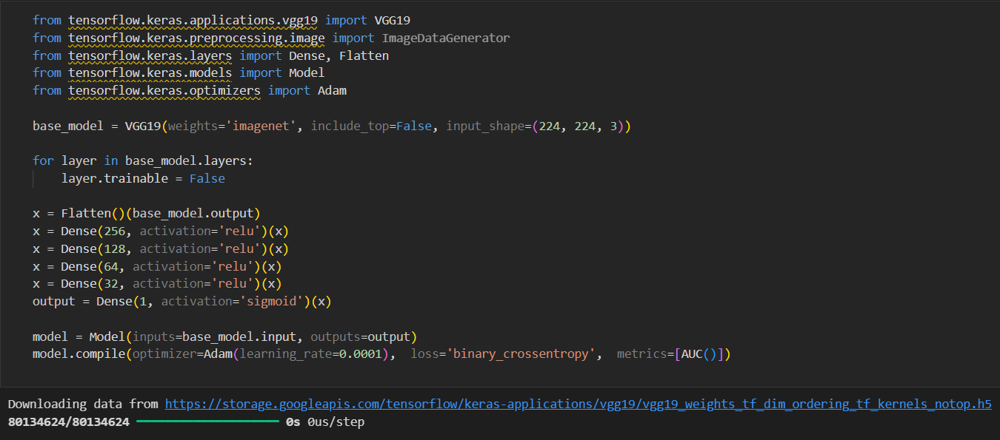 from tensorflow.keras.applications.vgg19 import VGG19
from tensorflow.keras.preprocessing.image import ImageDataGenerator
from tensorflow.keras.layers import Dense, Flatten
from tensorflow.keras.models import Model
from tensorflow.keras.optimizers import Adam
base_model = VGG19(weights='imagenet', include_top=False, input_shape=(224, 224, 3))
for layer in base_model.layers:
    layer.trainable = False
x = Flatten()(base_model.output)
x = Dense(256, activation='relu')(x)
x = Dense(128, activation='relu')(x)
x = Dense(64, activation='relu')(x)
x = Dense(32, activation='relu')(x)
output = Dense(1, activation='sigmoid')(x)
model = Model(inputs=base_model.input, outputs=output)
model.compile(optimizer=Adam(learning_rate=0.0001),  loss='binary_crossentropy',  metrics=[AUC()])
Downloading data from https://storage.googleapis.com/tensorflow/keras-applications/vgg19/vgg19_weights_tf_dim_ordering_tf_kernels_notop.h5
80134624/80134624 ━━━━━━━━━━━━━━━━━━━━ 0s 0us/step